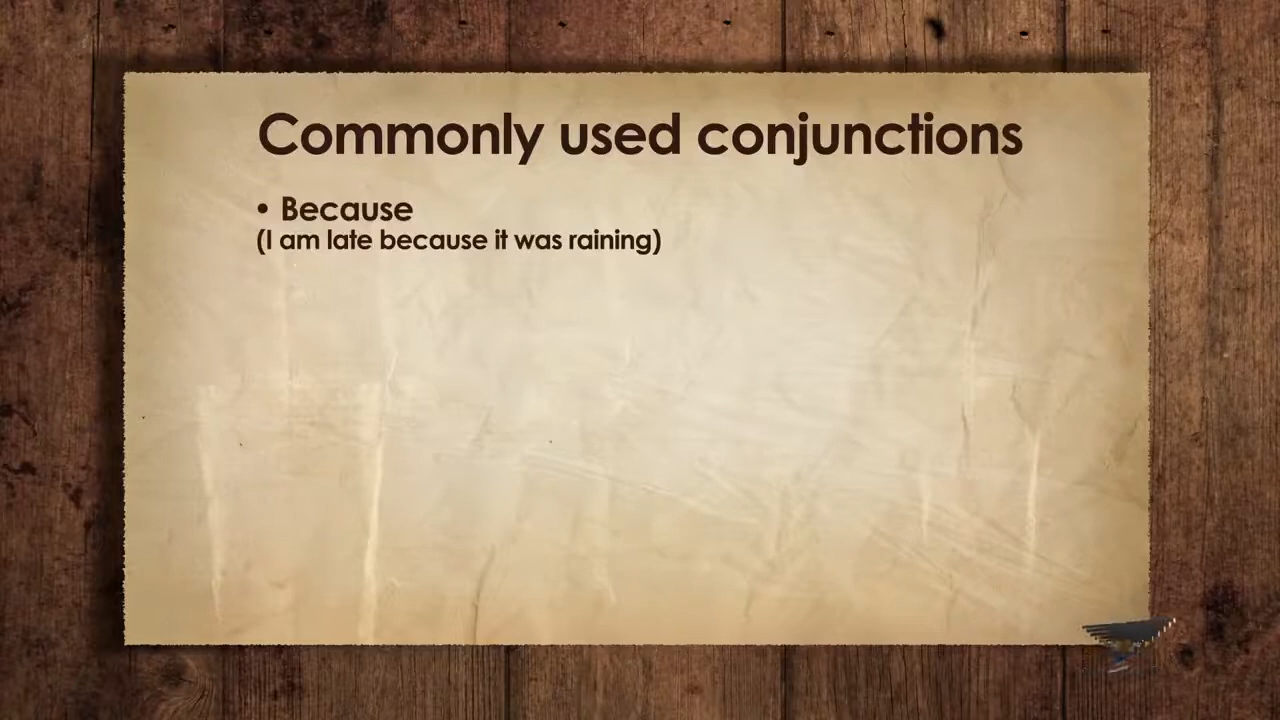 Commonly used conjunctions
• Because
(I am late because it was raining)